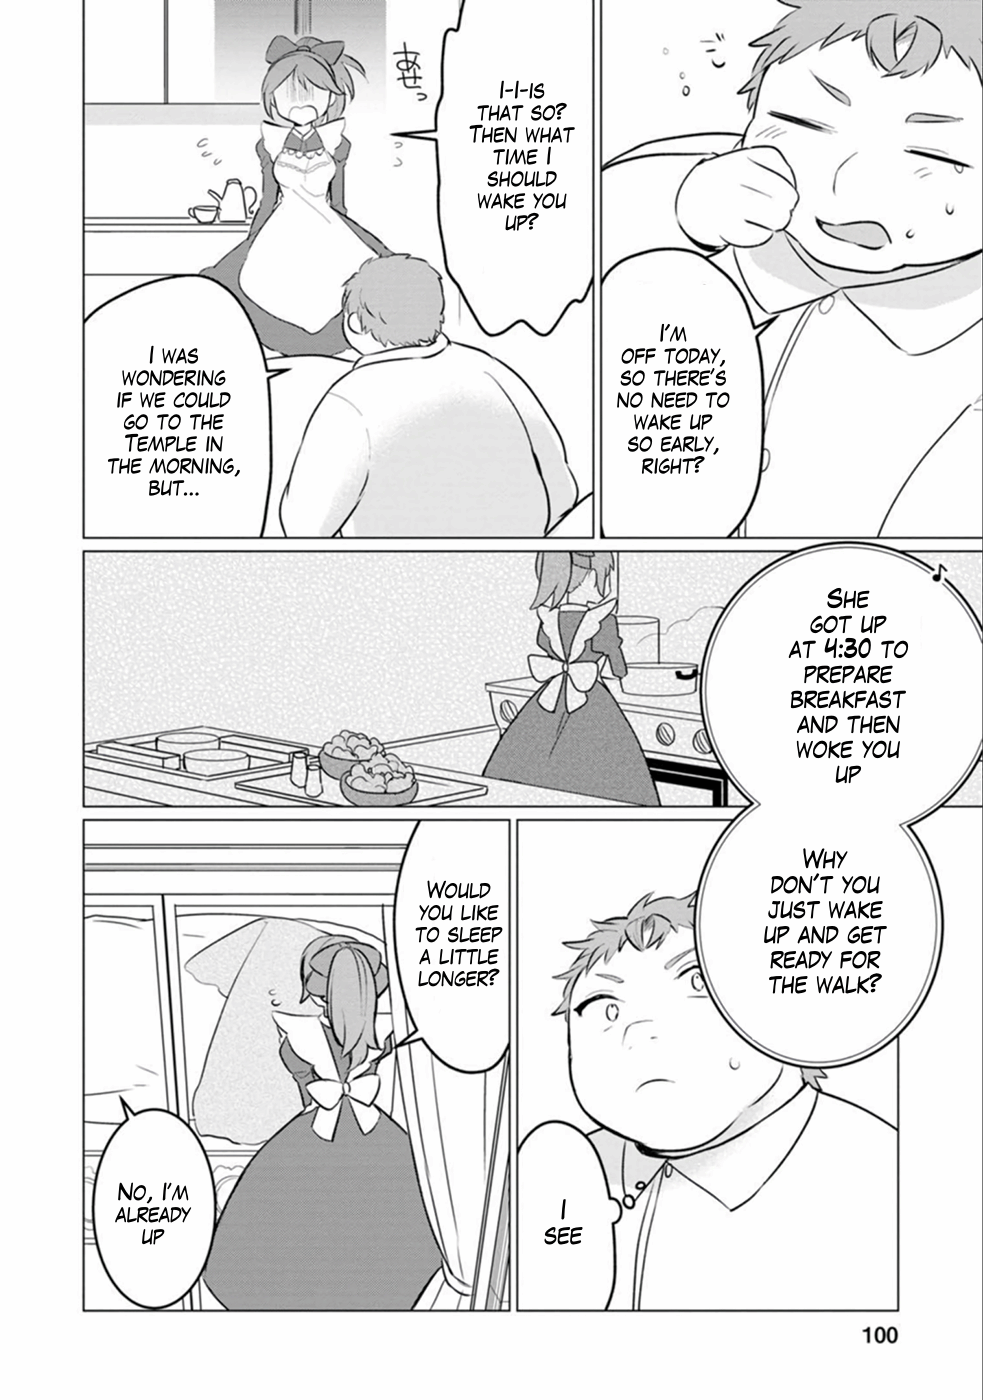 I'm
off today,
so there's
no need to
wake up
so early,
right?
I-I-is
that so?
Then what
time I
should
wake you
up?
あせっ
I was
wondering
if we could
go to the
Temple in
the morning,
but...
She
got up
at 4:30 to
prepare
breakfast
and then
woke you
up
Why
don't you
just wake
up and get
ready for
the walk?
I
see
Would
you like
to sleep
a little
longer?
No, I'm
already
up
100